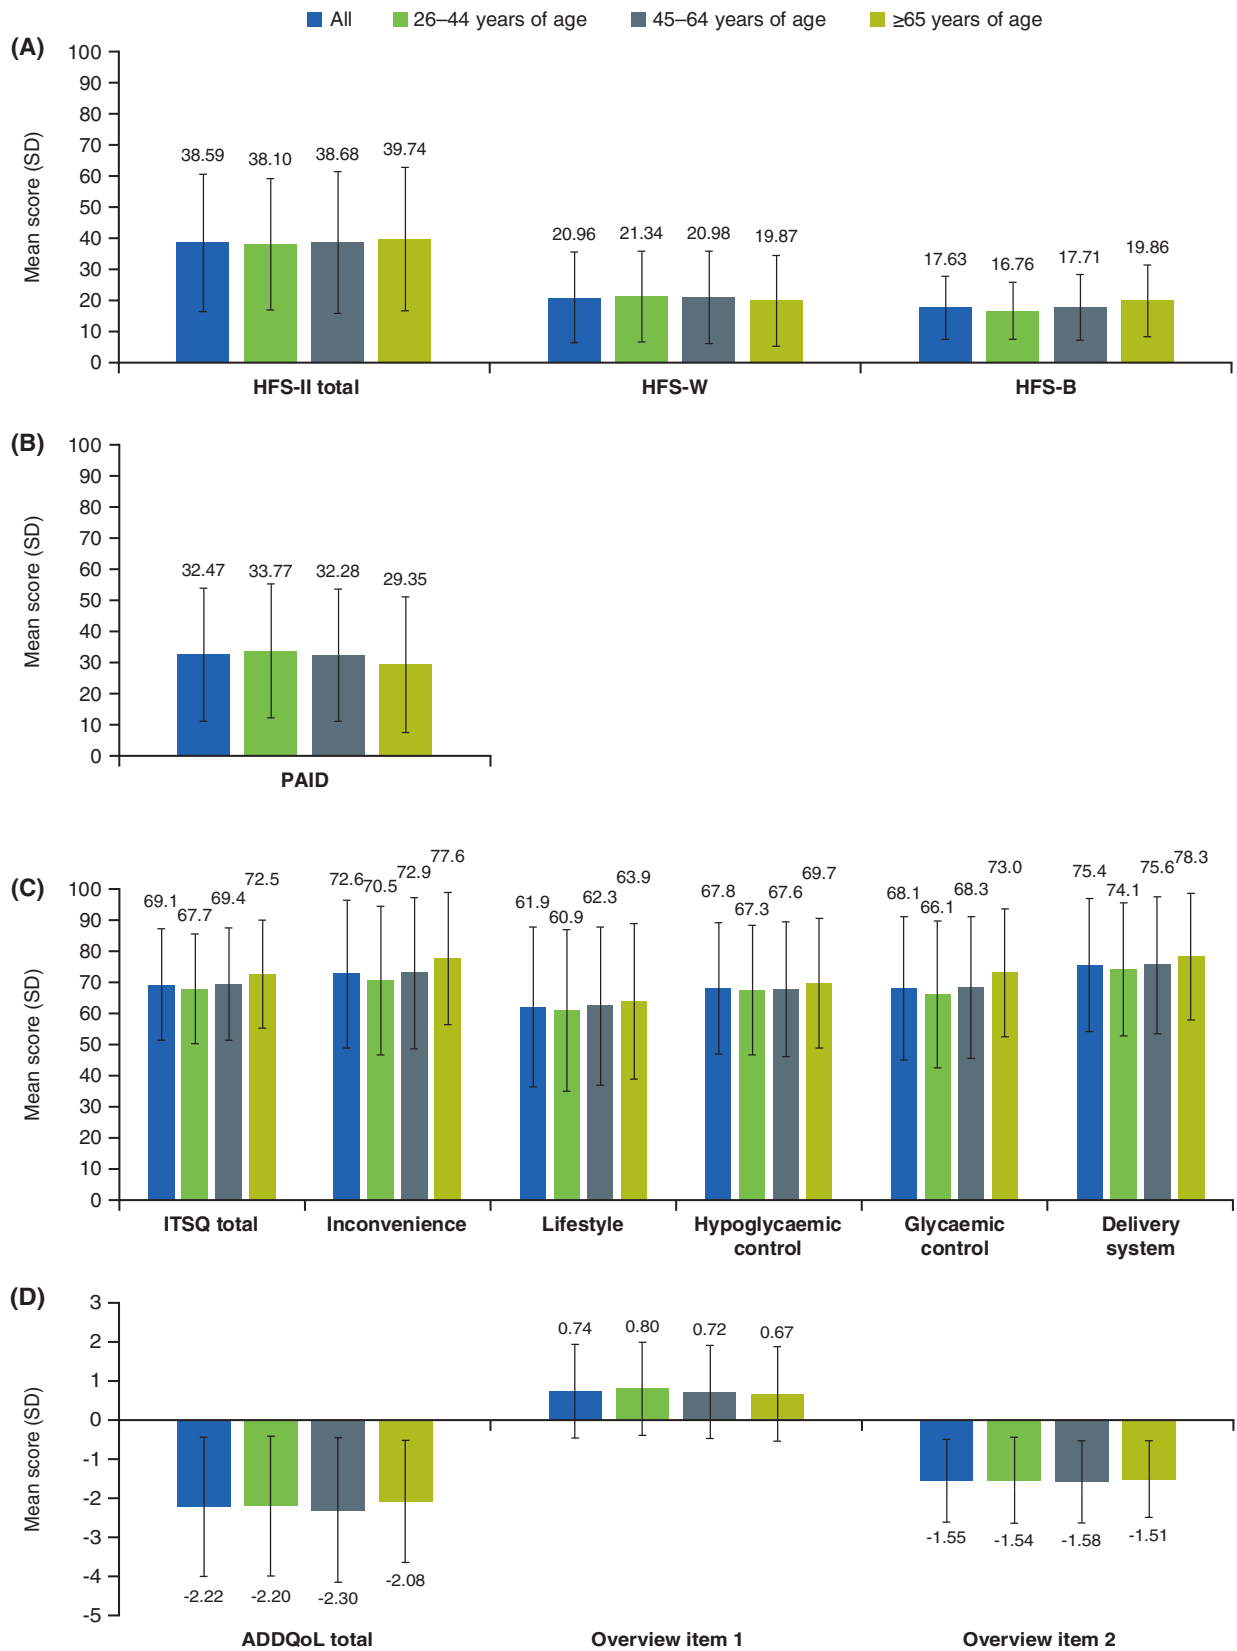 All 26–44 years of age 45–64 years of age ≥65 years of age
(A)
100
90
80
70
60
50
40
30
20
10
0
Mean score (SD)
38.59 38.10 38.68 39.74
20.96 21.34 20.98 19.87
17.63 16.76 17.71 19.86
HFS-II total HFS-W HFS-B
(B)
100
90
80
70
60
50
40
30
20
10
0
Mean score (SD)
32.47 33.77 32.28 29.35
PAID
(C)
100
90
80
70
60
50
40
30
20
10
0
Mean score (SD)
69.1 67.7 69.4 72.5
72.6 70.5 72.9 77.6
61.9 60.9 62.3 63.9
67.8 67.3 67.6 69.7
68.1 66.1 68.3 73.0
75.4 74.1 75.6 78.3
ITSQ total Inconvenience Lifestyle Hypoglycaemic Glycaemic Delivery
control control system
(D)
3
2
1
0
-1
-2
-3
-4
-5
Mean score (SD)
-2.22 -2.20 -2.30 -2.08
0.74 0.80 0.72 0.67
-1.55 -1.54 -1.58 -1.51
ADDQoL total Overview item 1 Overview item 2